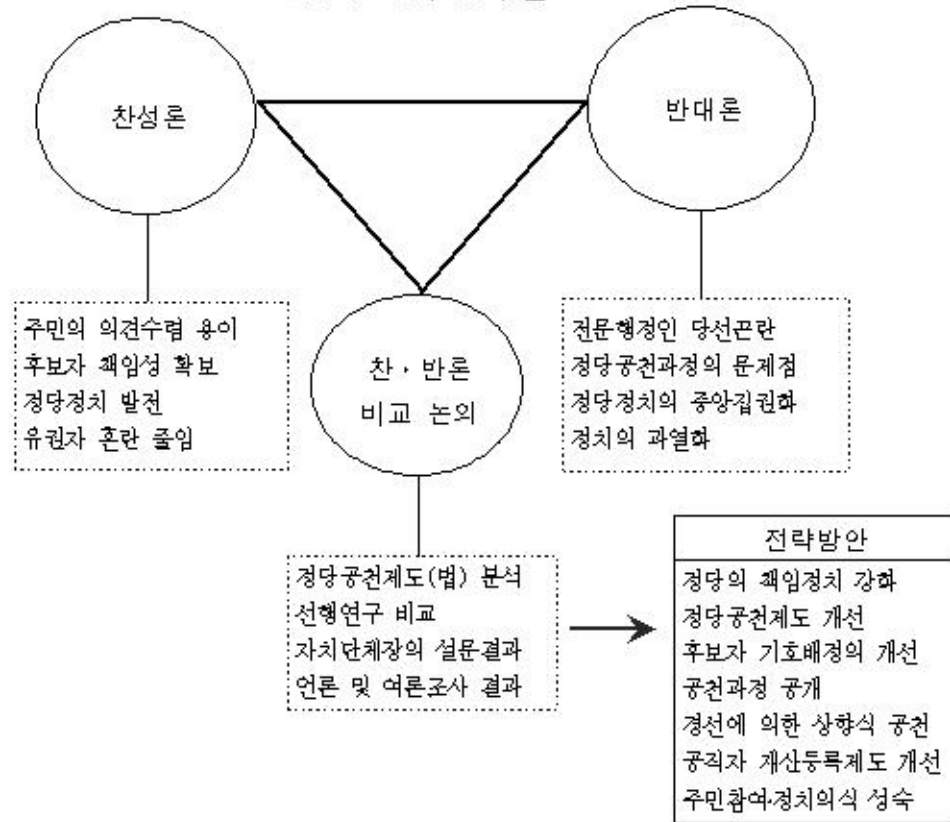 찬성론
반대론
주민의 의견수렴 용이
후보자 책임성 확보
정당정치 발전
유권자 혼란 줄임
찬·반론
비교 논의
전문행정인 당선곤란
정당공천과정의 문제점
정당정치의 중앙집권화
정치의 과열화
정당공천제도(법) 분석
선행연구 비교
자치단체장의 설문결과
언론 및 여론조사 결과
전략방안
정당의 책임정치 강화
정당공천제도 개선
후보자 기호배정의 개선
공천과정 공개
경선에 의한 상향식 공천
공직자 재산등록제도 개선
주민참여·정치의식 성숙